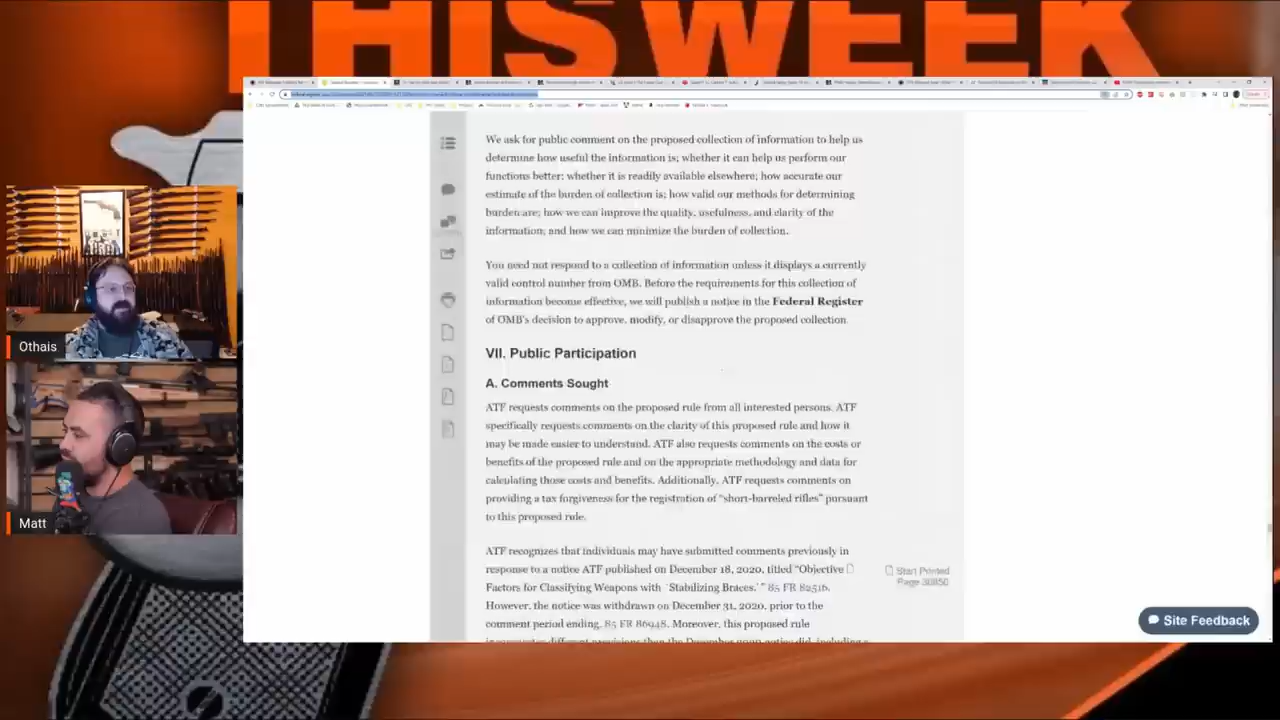 THIS WEEK
We ask for public comment on the proposed collection of information to help us
determine how useful the information is; whether it can help us perform our
functions better; whether it is readily available elsewhere; how accurate our
estimate of the burden of collection is; how valid our methods for determining
burden are; how we can improve the quality, usefulness, and clarity of the
information; and how we can minimize the burden of collection.
You need not respond to a collection of information unless it displays a currently
valid control number from OMB. Before the requirements for this collection of
information become effective, we will publish a notice in the Federal Register
of OMB's decision to approve, modify, or disapprove the proposed collection.
VII. Public Participation
A. Comments Sought
ATF requests comments on the proposed rule from all interested persons. ATF
specifically requests comments on the clarity of this proposed rule and how it
may be made easier to understand. ATF also requests comments on the costs or
benefits of the proposed rule and on the appropriate methodology and data for
calculating those costs and benefits. Additionally, ATF requests comments on
providing a tax forgiveness for the registration of "short-barreled rifles" pursuant
to this proposed rule.
ATF recognizes that individuals may have submitted comments previously in
response to a notice ATF published on December 18, 2020, titled "Objective
Factors for Classifying Weapons with 'Stabilizing Braces.' " 85 FR 82516.
However, the notice was withdrawn on December 31, 2020, prior to the
comment period ending. 85 FR 86948. Moreover, this proposed rule
Start Printed
Page 30850
Site Feedback
Othais
Matt